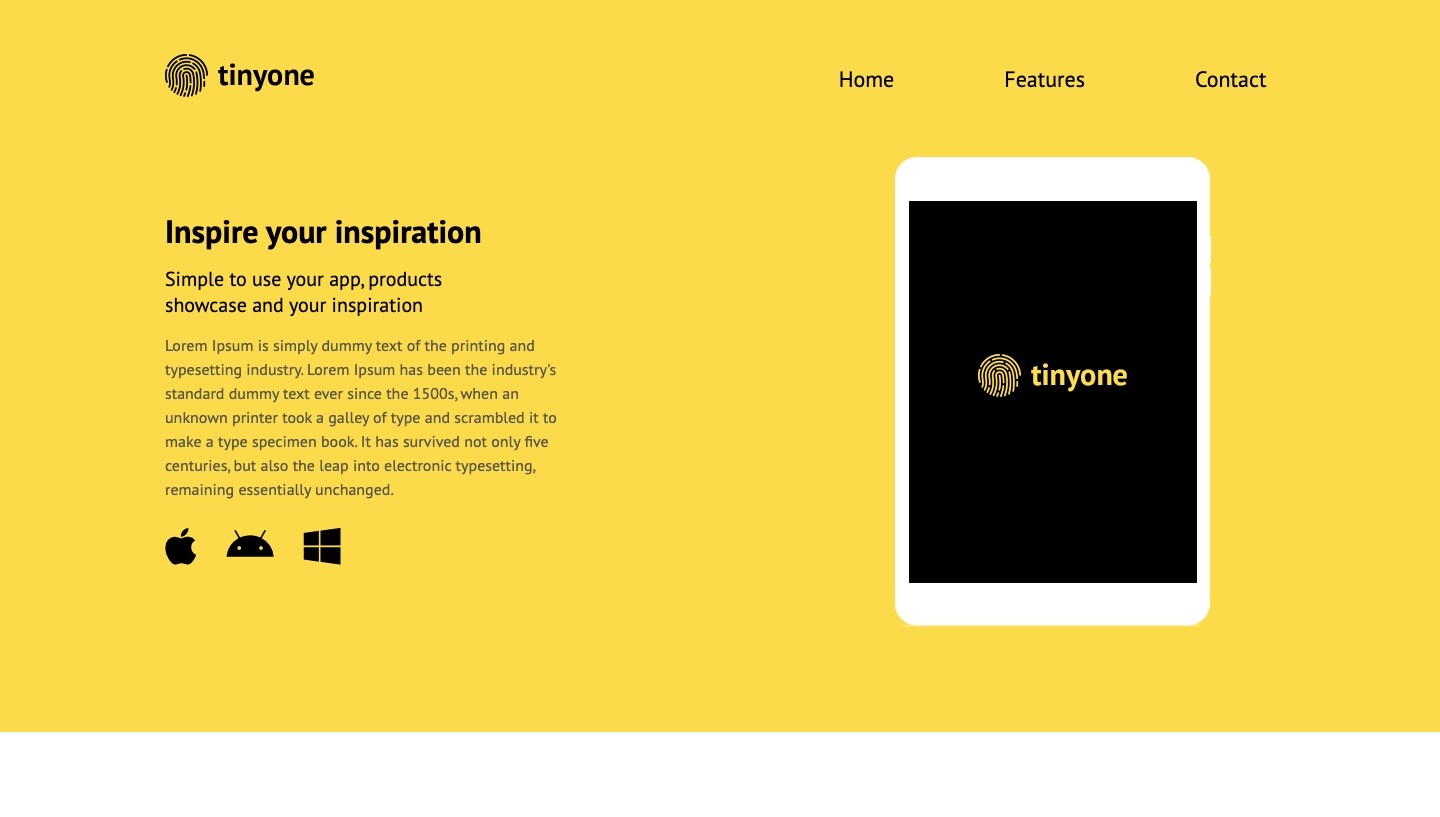 tinyone
Home
Features
Contact
Inspire your inspiration
Simple to use your app, products
showcase and your inspiration
Lorem Ipsum is simply dummy text of the printing and
typesetting industry. Lorem Ipsum has been the industry's
standard dummy text ever since the 1500s, when an
unknown printer took a galley of type and scrambled it to
make a type specimen book. It has survived not only five
centuries, but also the leap into electronic typesetting,
remaining essentially unchanged.
tinyone